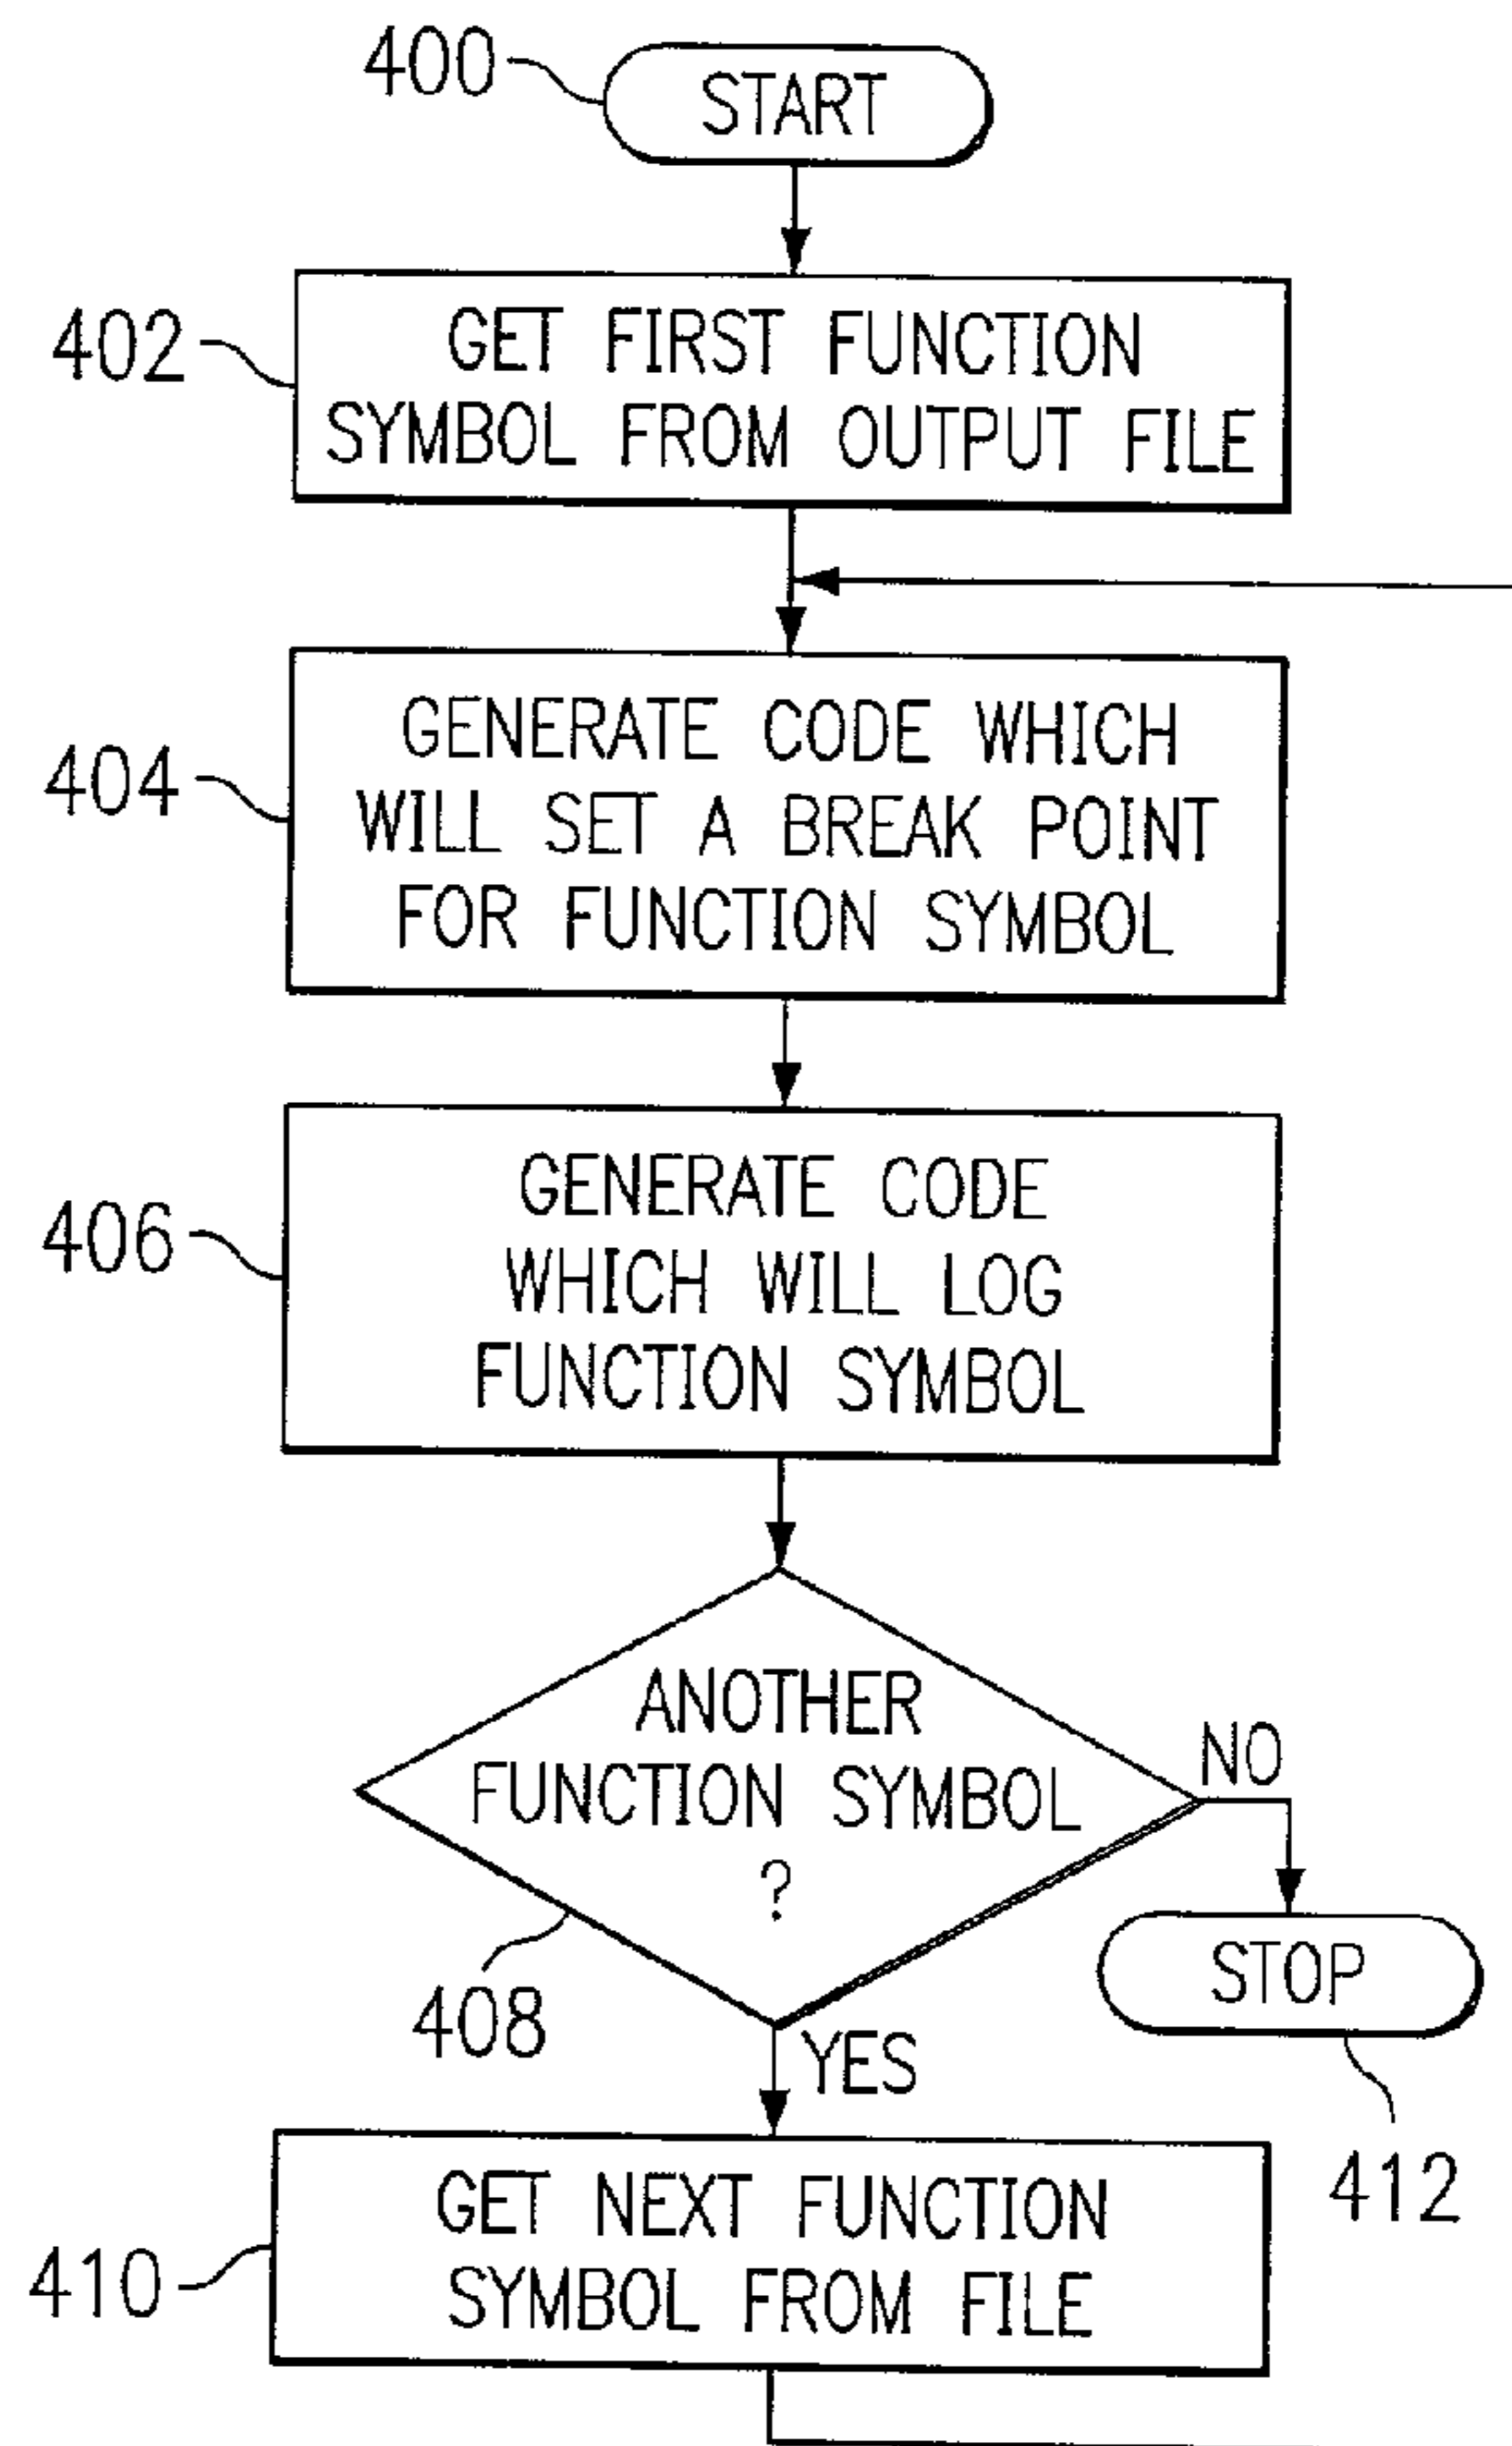 400
START
402
GET FIRST FUNCTION
SYMBOL FROM OUTPUT FILE
404
GENERATE CODE WHICH
WILL SET A BREAK POINT
FOR FUNCTION SYMBOL
406
GENERATE CODE
WHICH WILL LOG
FUNCTION SYMBOL
ANOTHER
FUNCTION SYMBOL
?
NO
STOP
408
YES
412
410
GET NEXT FUNCTION
SYMBOL FROM FILE